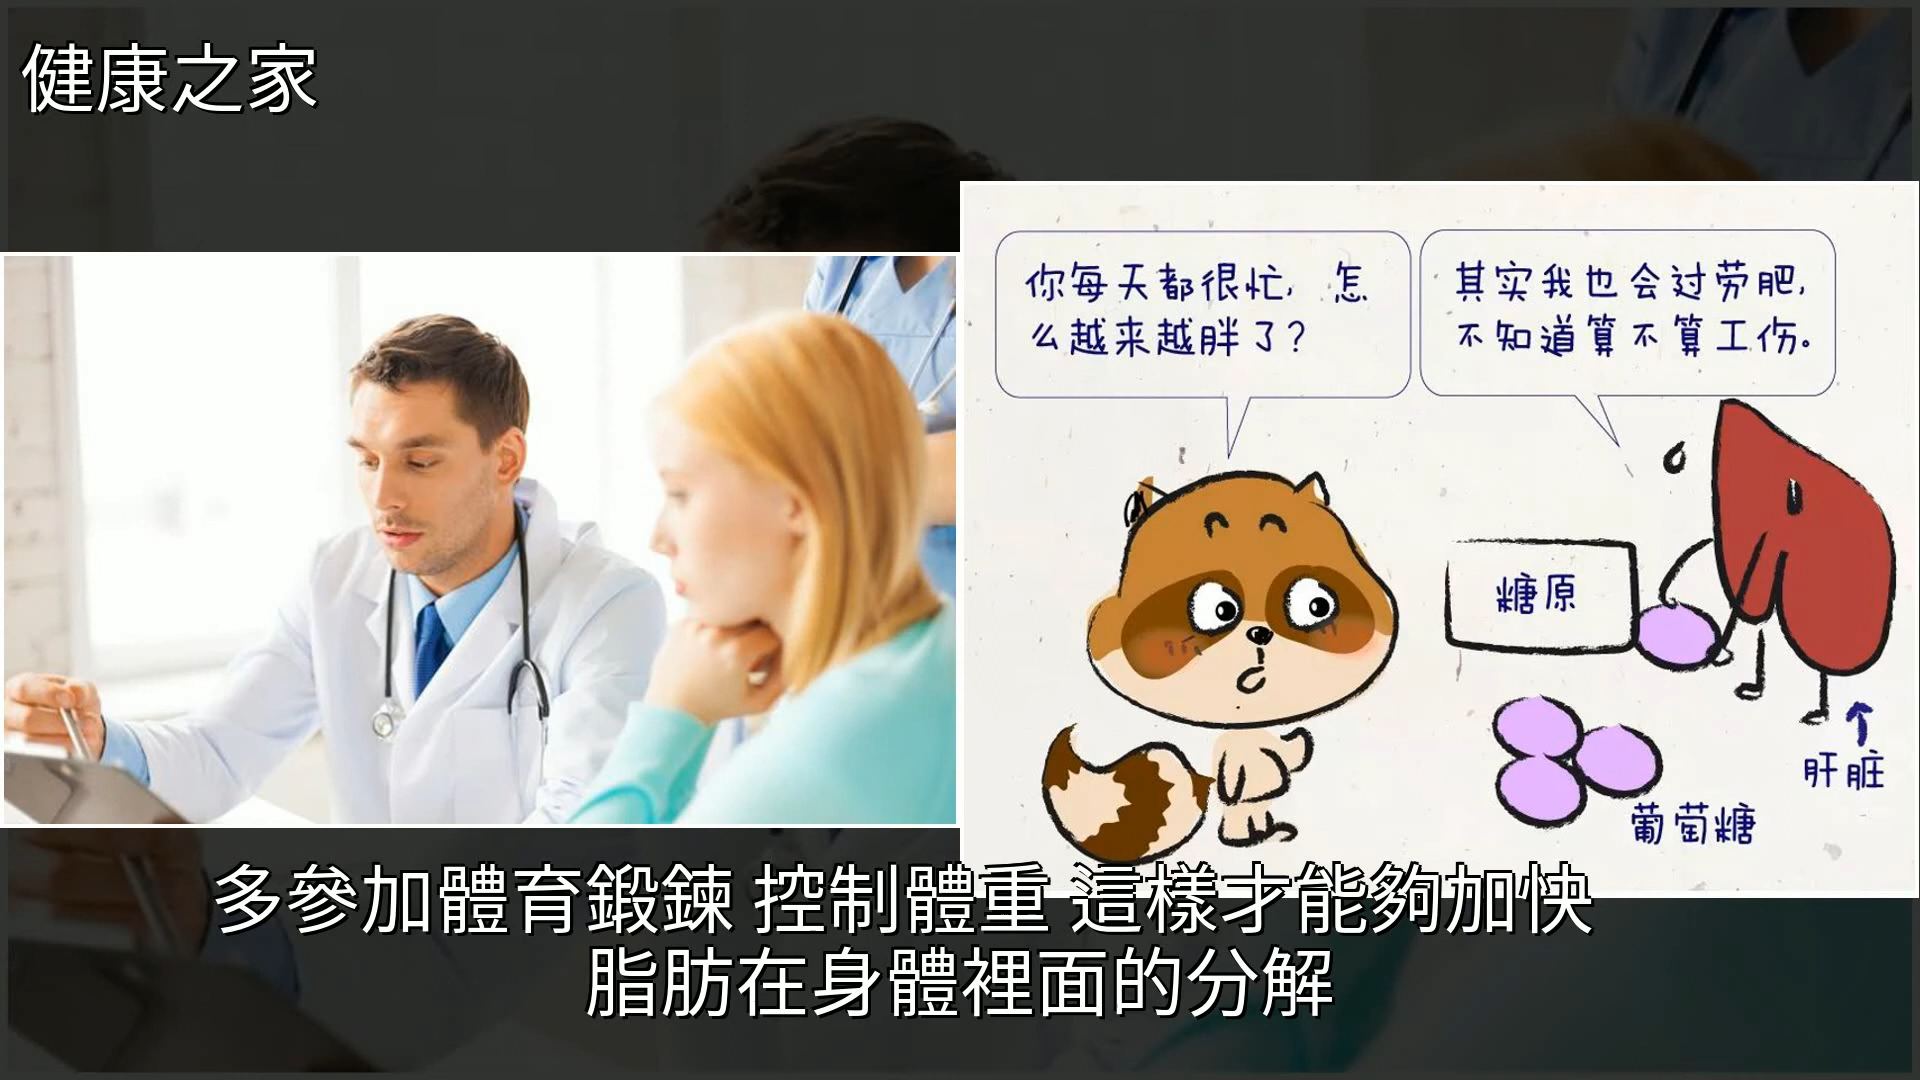 健康之家
你每天都很忙，怎
么越来越胖了？
其实我也会过劳肥，
不知道算不算工伤。
糖原
肝脏
葡萄糖
多參加體育鍛鍊 控制體重 這樣才能夠加快
脂肪在身體裡面的分解